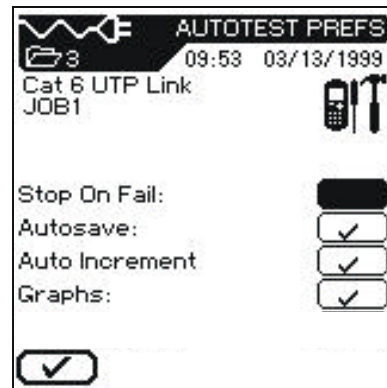 AUTOTEST PREFS
3 09:53 03/13/1999
Cat 6 UTP Link
JOB1
Stop On Fail:
Autosave:
Auto Increment
Graphs: